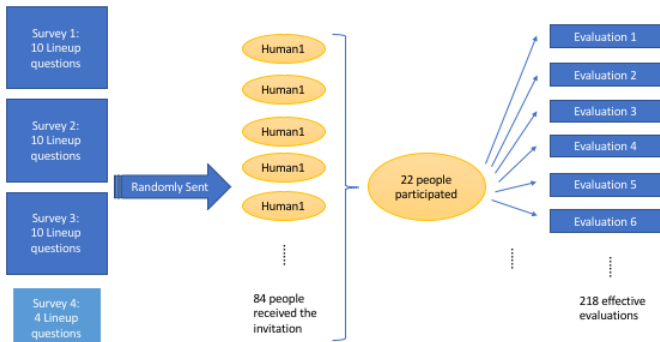 Survey 1:
10 Lineup
questions
Survey 2:
10 Lineup
questions
Survey 3:
10 Lineup
questions
Survey 4:
4 Lineup
questions
Randomly Sent
Human1
Human1
Human1
Human1
Human1
84 people
received the
invitation
22 people
participated
Evaluation 1
Evaluation 2
Evaluation 3
Evaluation 4
Evaluation 5
Evaluation 6
218 effective
evaluations